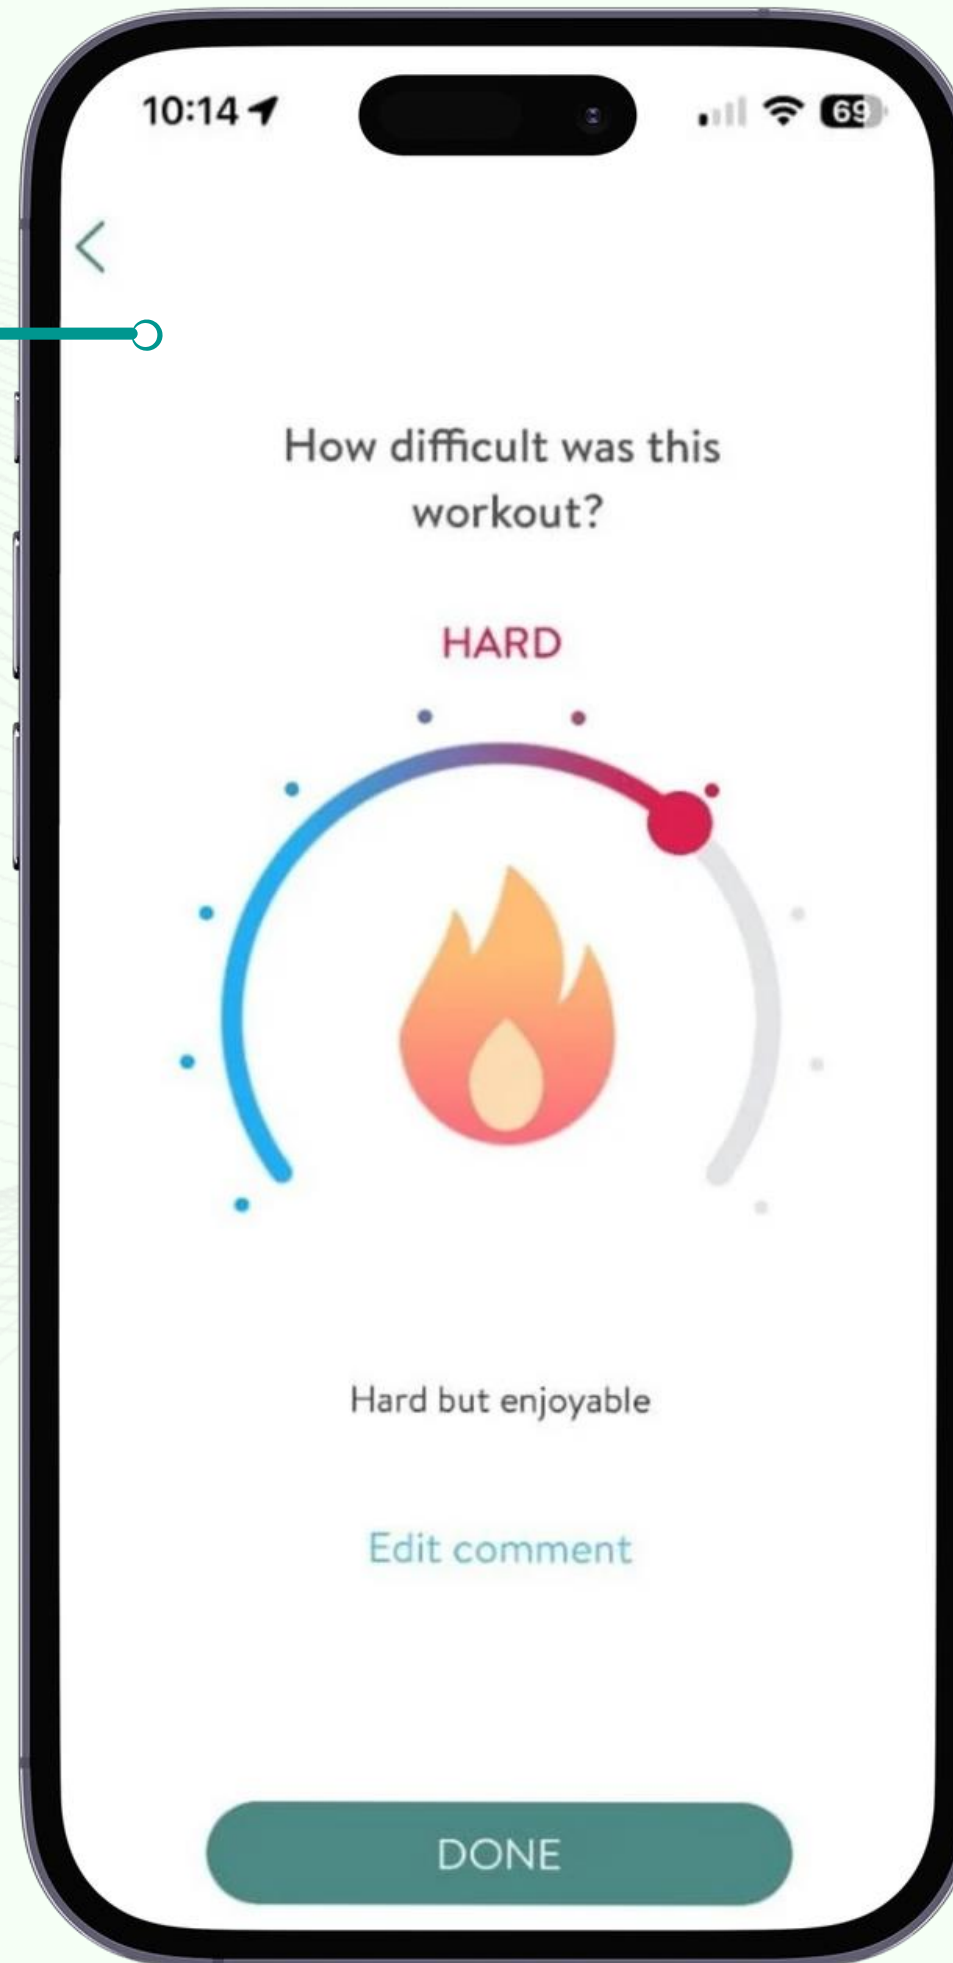 10:14
69
How difficult was this
workout?
HARD
Hard but enjoyable
Edit comment
DONE